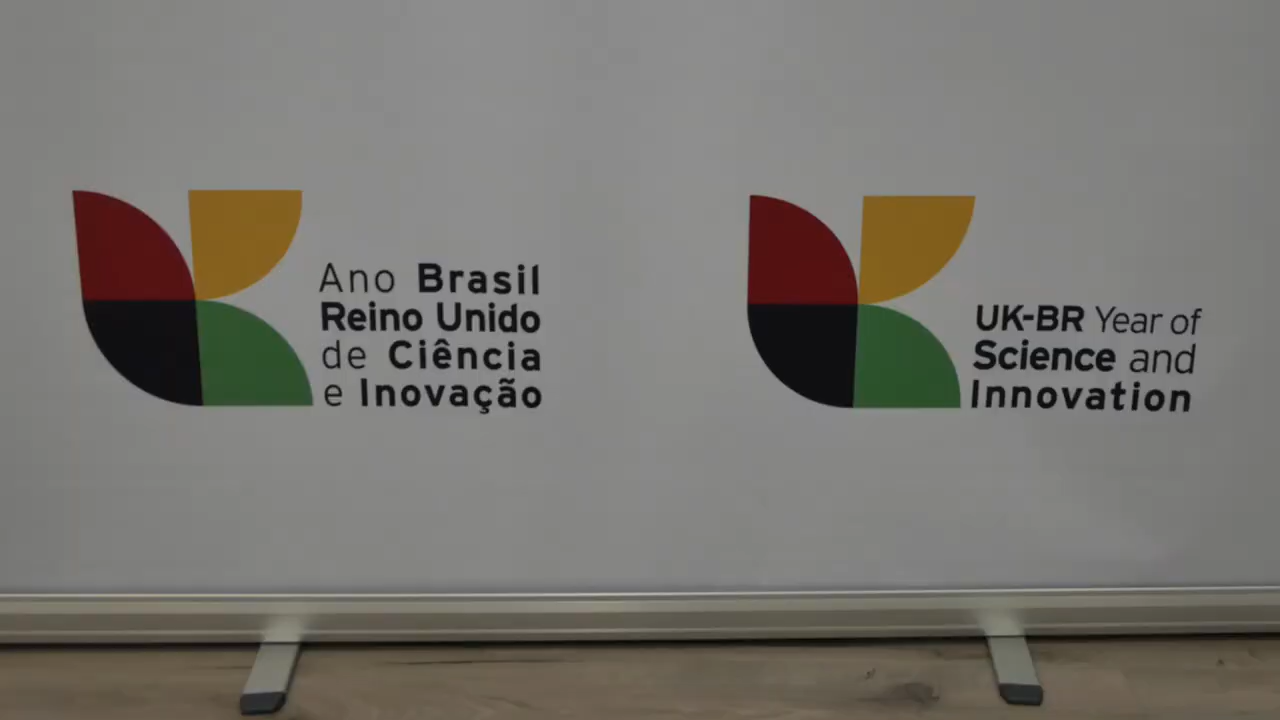 Ano Brasil
Reino Unido
de Ciência
e Inovação
UK-BR Year of
Science and
Innovation